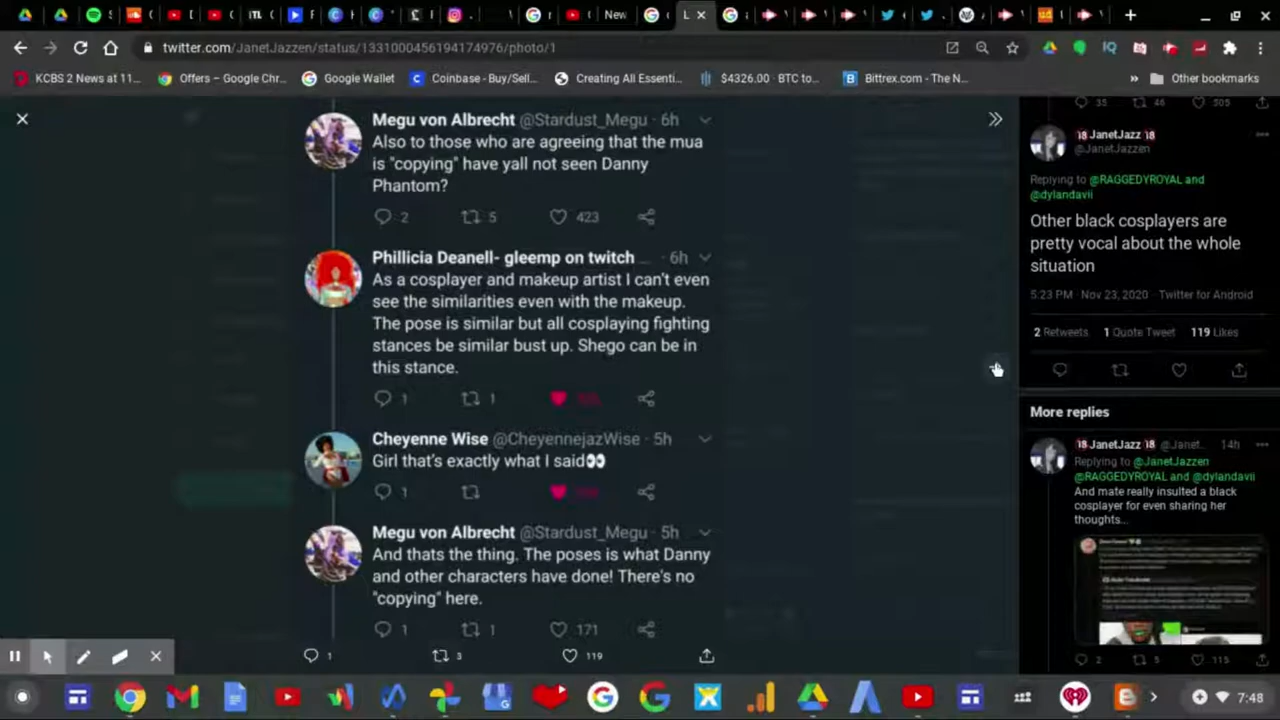 New
twitter.com/JanetJazzen/status/1331000456194174976/photo/1
KCBS 2 News at 11...
Offers – Google Chr...
Google Wallet
Coinbase - Buy/Sell...
Creating All Essenti...
$4326.00 · BTC to...
Bittrex.com - The N...
Other bookmarks
Megu von Albrecht @Stardust_Megu · 6h
Also to those who are agreeing that the mua
is "copying" have yall not seen Danny
Phantom?
2 5 423
Phillicia Deanell- gleemp on twitch ... · 6h
As a cosplayer and makeup artist I can't even
see the similarities even with the makeup.
The pose is similar but all cosplaying fighting
stances be similar bust up. Shego can be in
this stance.
1 1
Cheyenne Wise @CheyennejazWise · 5h
Girl that's exactly what I said👀
1
Megu von Albrecht @Stardust_Megu · 5h
And thats the thing. The poses is what Danny
and other characters have done! There's no
"copying" here.
1 1 171
1 3 119
35 46 305
🔞JanetJazz🔞
@JanetJazzen
Replying to @RAGGEDYROYAL and
@dylandavii
Other black cosplayers are
pretty vocal about the whole
situation
5:23 PM · Nov 23, 2020 · Twitter for Android
2 Retweets 1 Quote Tweet 119 Likes
More replies
🔞JanetJazz🔞 @Janet.. · 14h
Replying to @JanetJazzen
@RAGGEDYROYAL and @dylandavii
And mate really insulted a black
cosplayer for even sharing her
thoughts...
2 5 115
7:48